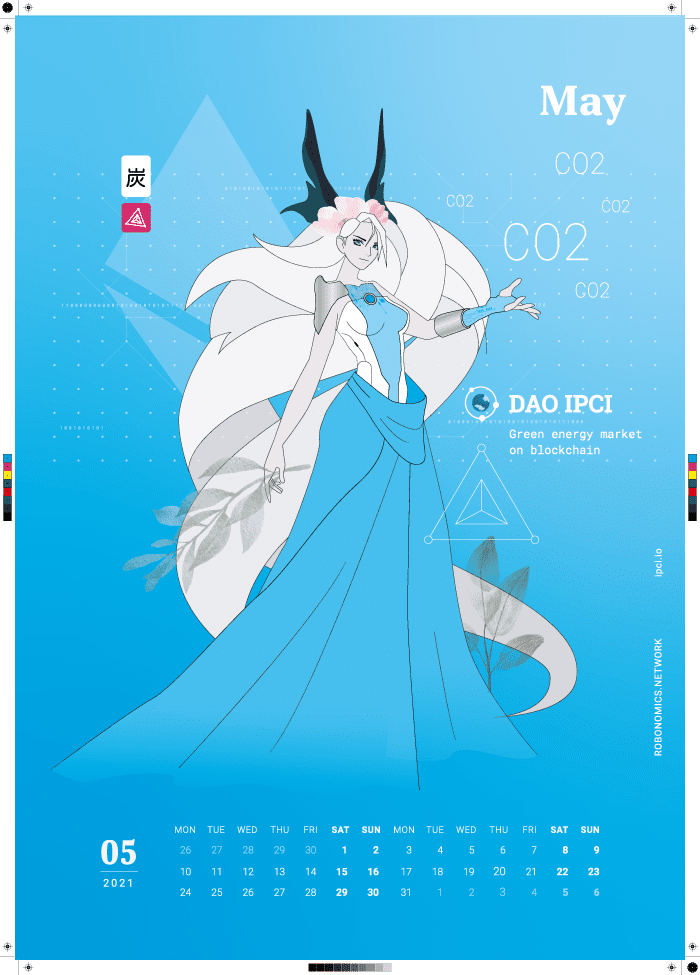 May
CO2
炭
CO2
CO2
CO2
GO2
DAO IPCI
Green energy market
on blockchain
ipci.io
ROBONOMICS.NETWORK
MON TUE WED THU FRI SAT SUN MON TUE WED THU FRI SAT SUN
05
26 27 28 29 30 1 2 3 4 5 6 7 8 9
10 11 12 13 14 15 16 17 18 19 20 21 22 23
2021
24 25 26 27 28 29 30 31 1 2 3 4 5 6